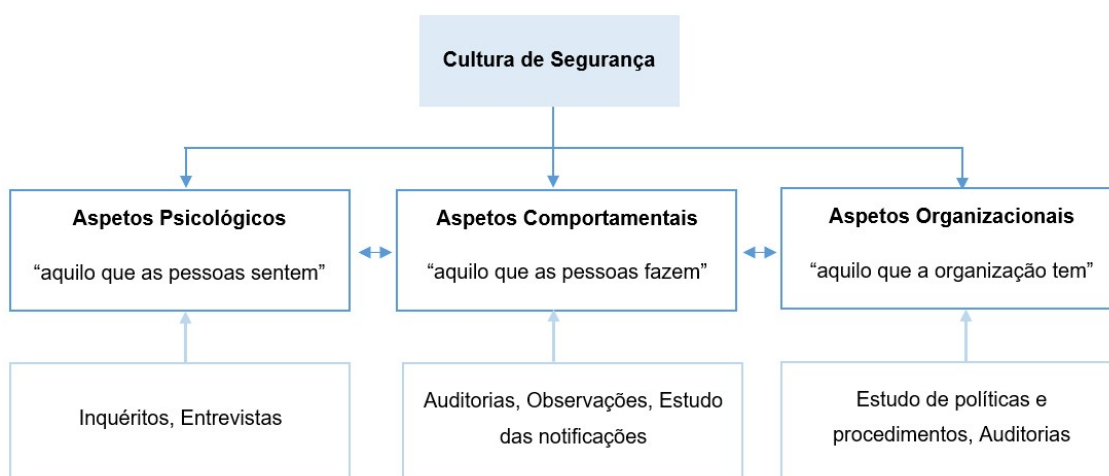 Cultura de Segurança
Aspetos Psicológicos
“aquilo que as pessoas sentem”
Aspetos Comportamentais
“aquilo que as pessoas fazem”
Aspetos Organizacionais
“aquilo que a organização tem”
Inquéritos, Entrevistas
Auditorias, Observações, Estudo
das notificações
Estudo de políticas e
procedimentos, Auditorias